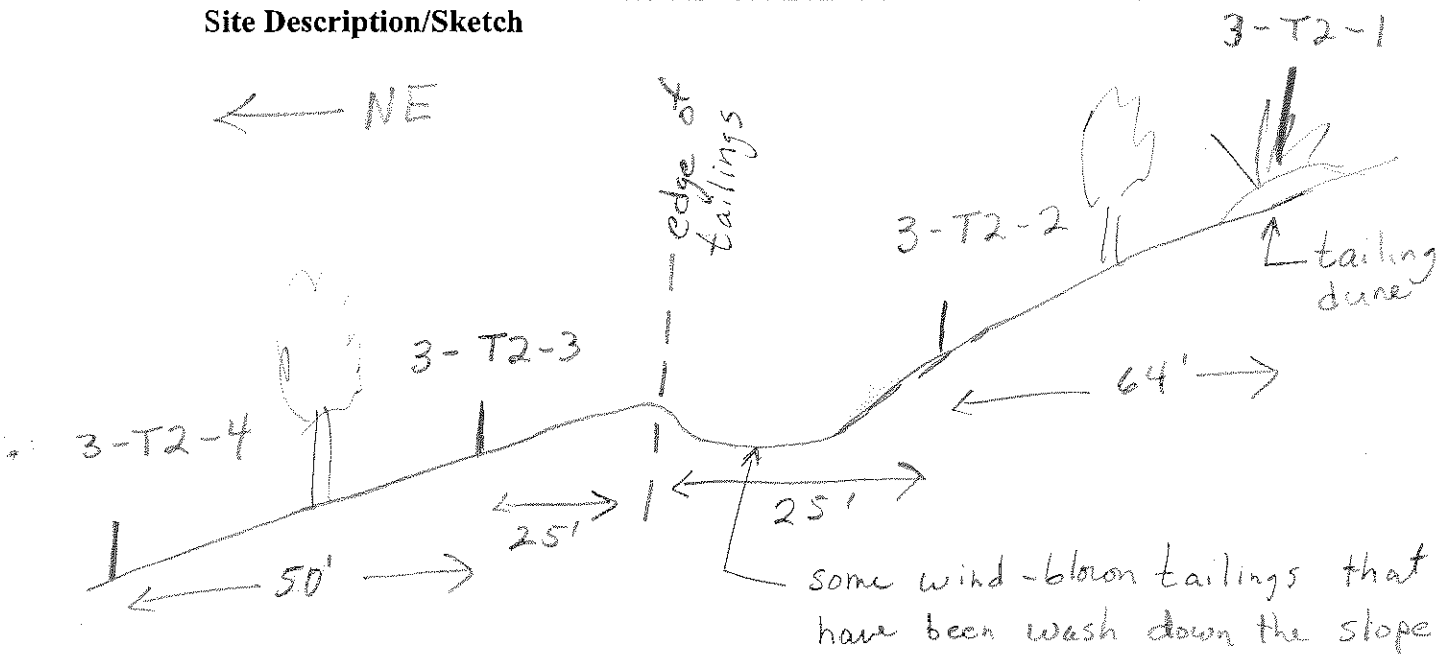 Site Description/Sketch
3-T2-1
← NE
edge of
tailings
3-T2-2
tailing
dune
3-T2-3
64'
3-T2-4
25'
25'
50'
some wind-blown tailings that
have been wash down the slope